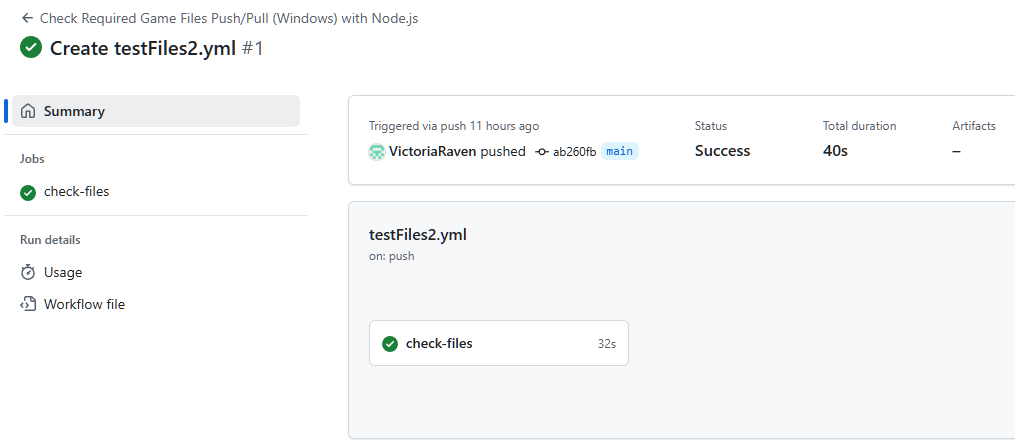 Check Required Game Files Push/Pull (Windows) with Node.js
Create testFiles2.yml #1
Summary
Jobs
check-files
Run details
Usage
Workflow file
Triggered via push 11 hours ago
VictoriaRaven pushed ab260fb main
Status
Success
Total duration
40s
Artifacts
–
testFiles2.yml
on: push
check-files 32s